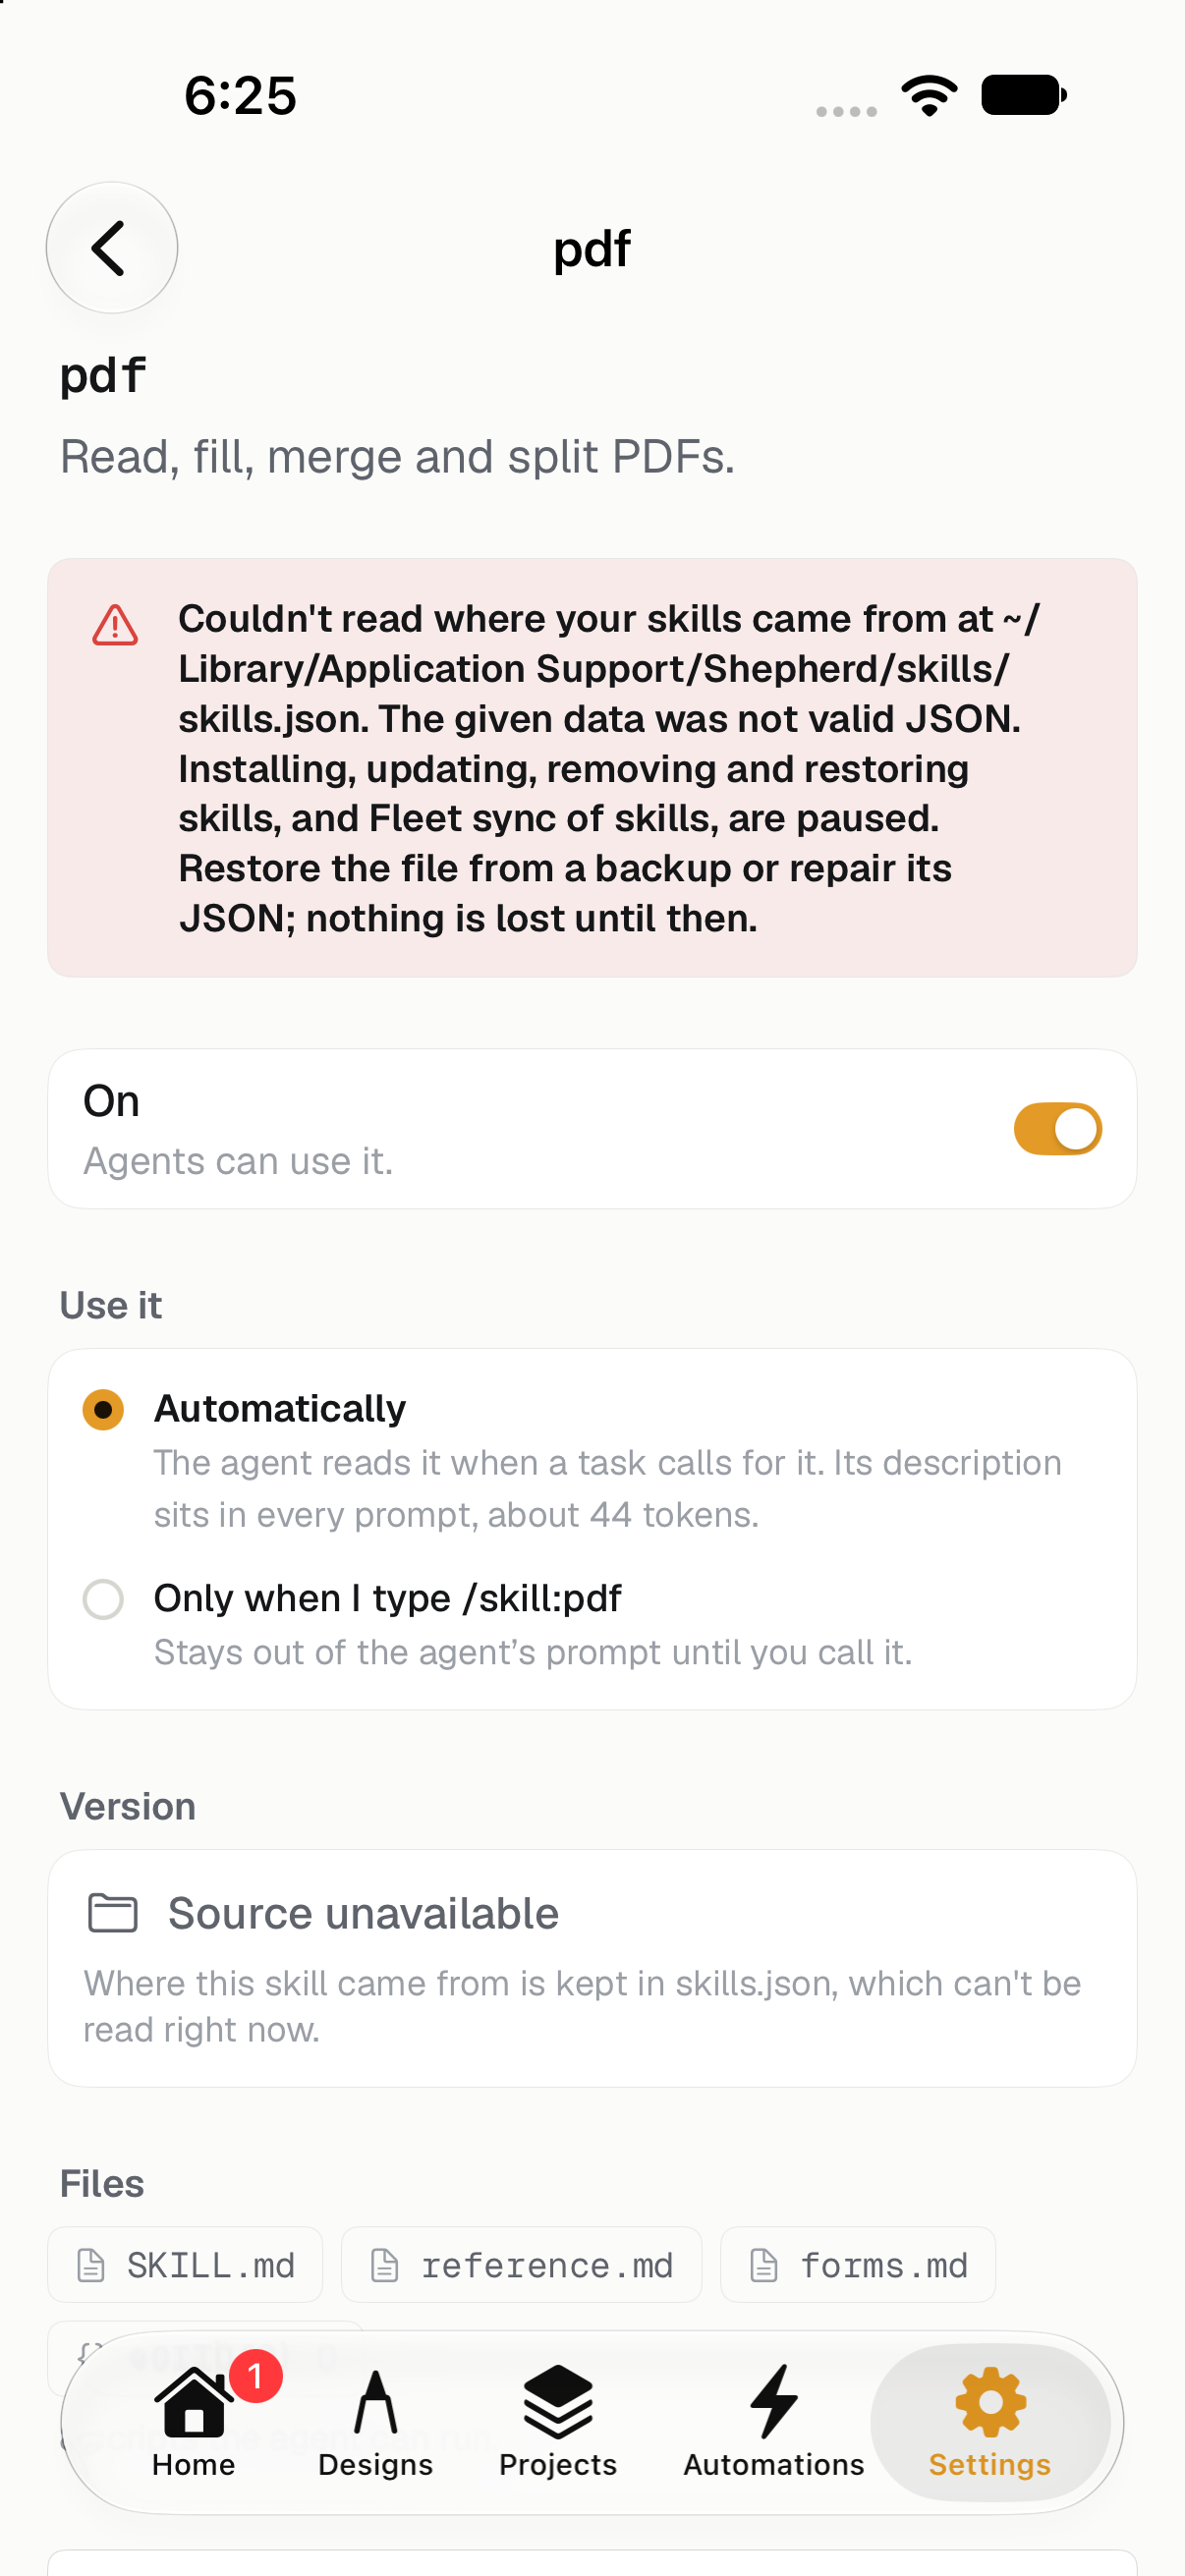 6:25
pdf
pdf
Read, fill, merge and split PDFs.
Couldn't read where your skills came from at ~/
Library/Application Support/Shepherd/skills/
skills.json. The given data was not valid JSON.
Installing, updating, removing and restoring
skills, and Fleet sync of skills, are paused.
Restore the file from a backup or repair its
JSON; nothing is lost until then.
On
Agents can use it.
Use it
Automatically
The agent reads it when a task calls for it. Its description
sits in every prompt, about 44 tokens.
Only when I type /skill:pdf
Stays out of the agent’s prompt until you call it.
Version
Source unavailable
Where this skill came from is kept in skills.json, which can't be
read right now.
Files
SKILL.md reference.md forms.md
1
Home Designs Projects Automations Settings